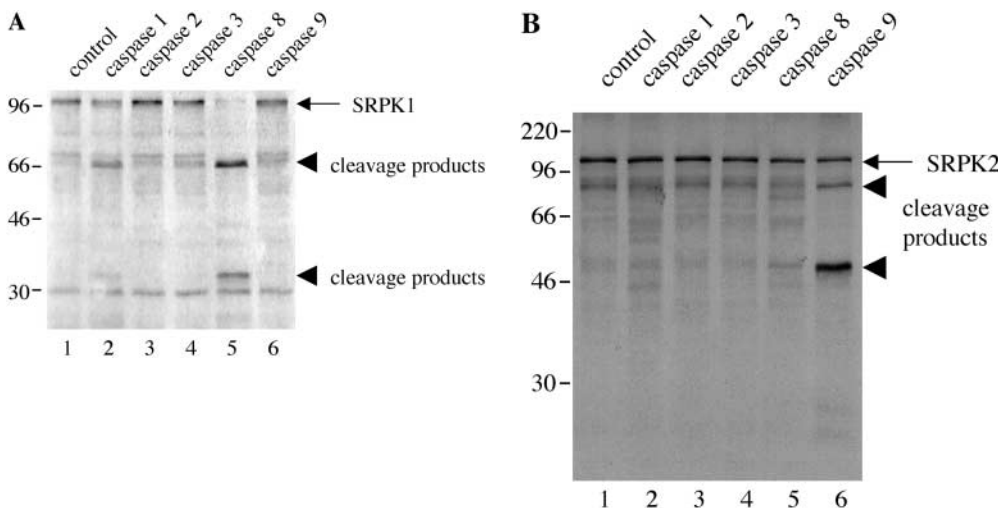 A
control
caspase 1
caspase 2
caspase 3
caspase 8
caspase 9
96
SRPK1
66
cleavage products
46
cleavage products
30
1 2 3 4 5 6
B
control
caspase 1
caspase 2
caspase 3
caspase 8
caspase 9
220
96
SRPK2
66
cleavage
products
46
30
1 2 3 4 5 6